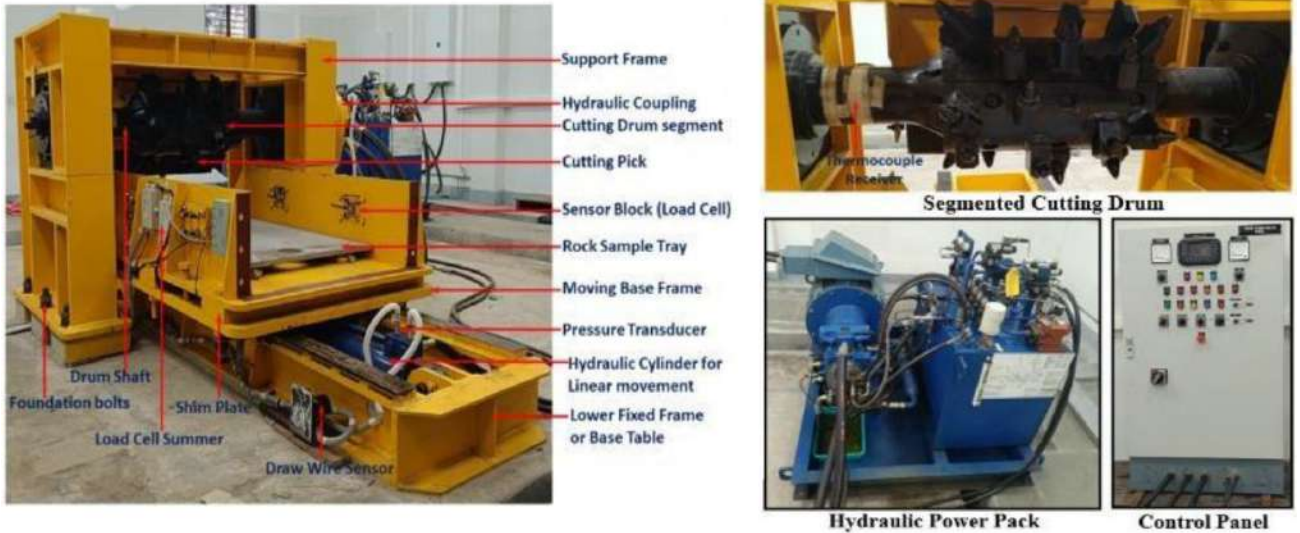 Support Frame
Hydraulic Coupling
Cutting Drum segment
Cutting Pick
Sensor Block (Load Cell)
Rock Sample Tray
Moving Base Frame
Pressure Transducer
Hydraulic Cylinder for
Linear movement
Lower Fixed Frame
or Base Table
Drum Shaft
Foundation bolts
Shim Plate
Load Cell Summer
Draw Wire Sensor
Thermocouple
Receiver
Segmented Cutting Drum
Hydraulic Power Pack
Control Panel